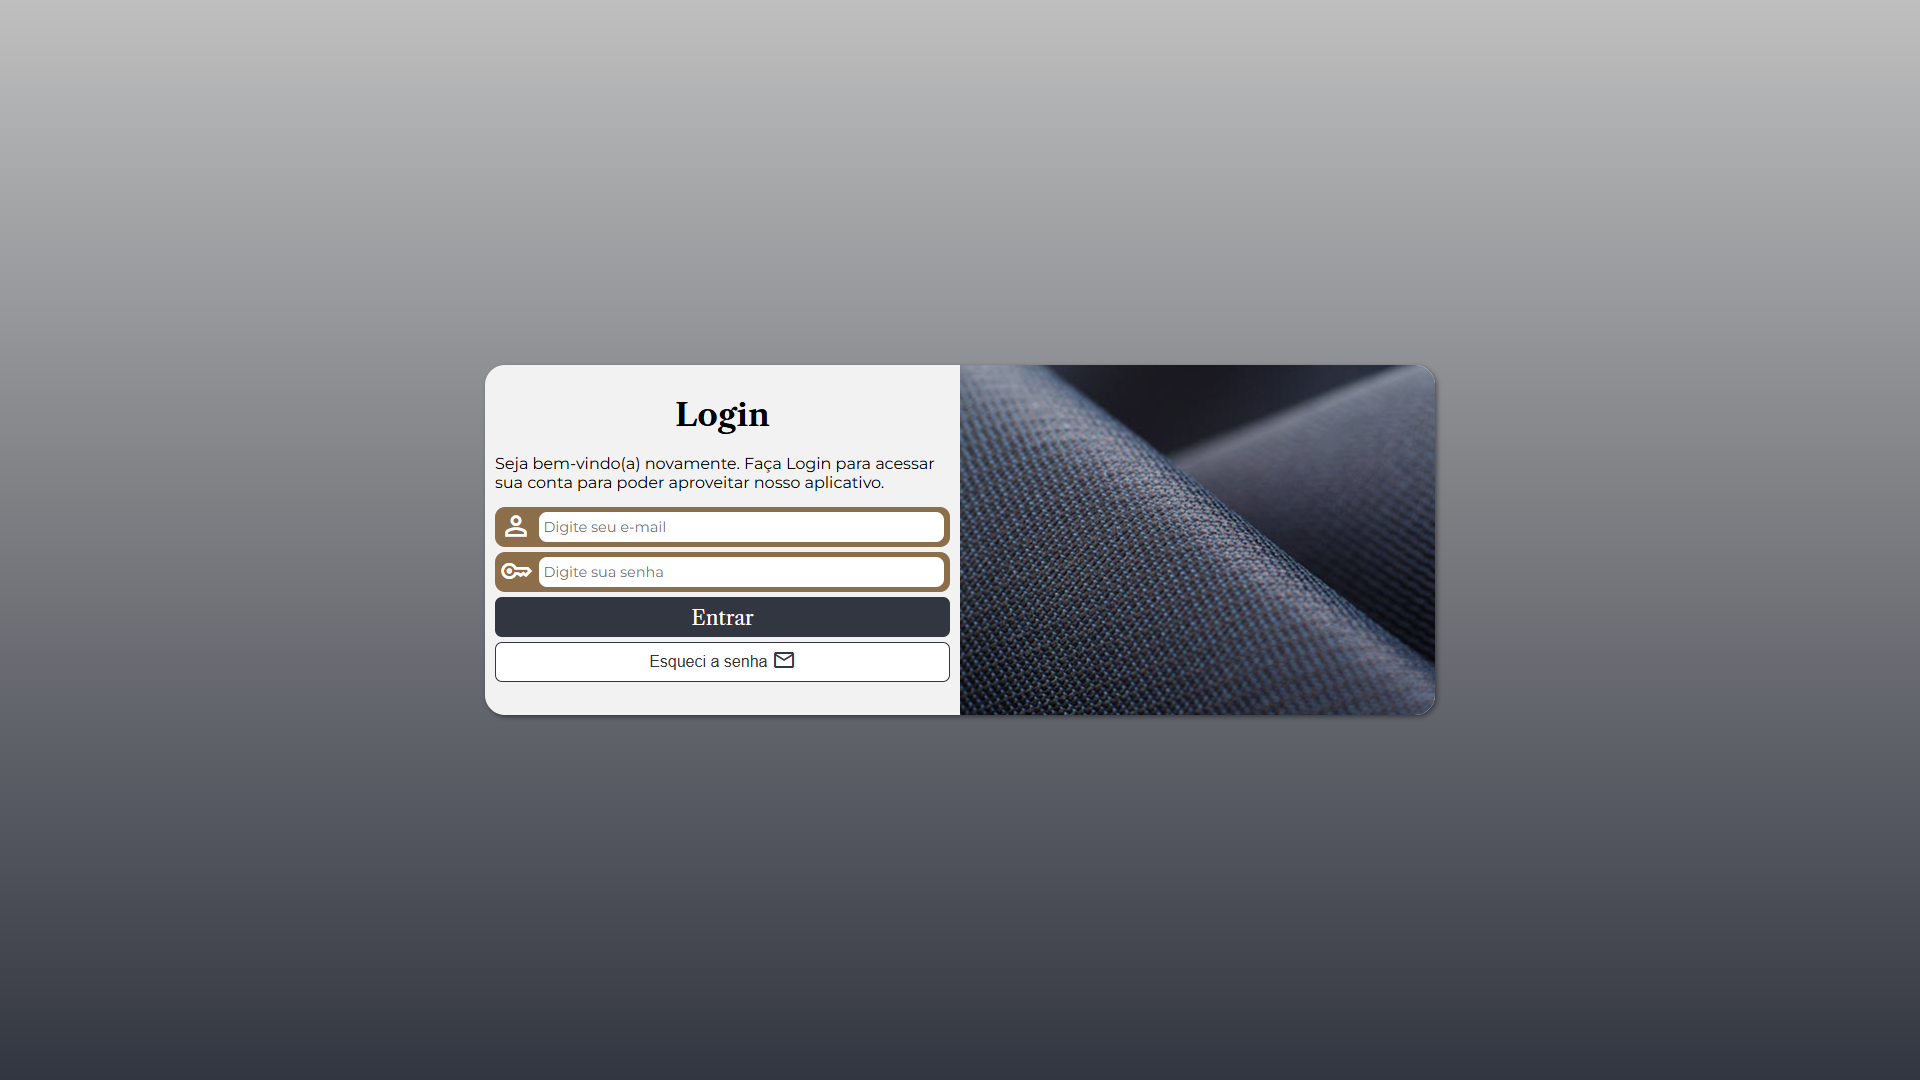 Login
Seja bem-vindo(a) novamente. Faça Login para acessar
sua conta para poder aproveitar nosso aplicativo.
Digite seu e-mail
Digite sua senha
Entrar
Esqueci a senha